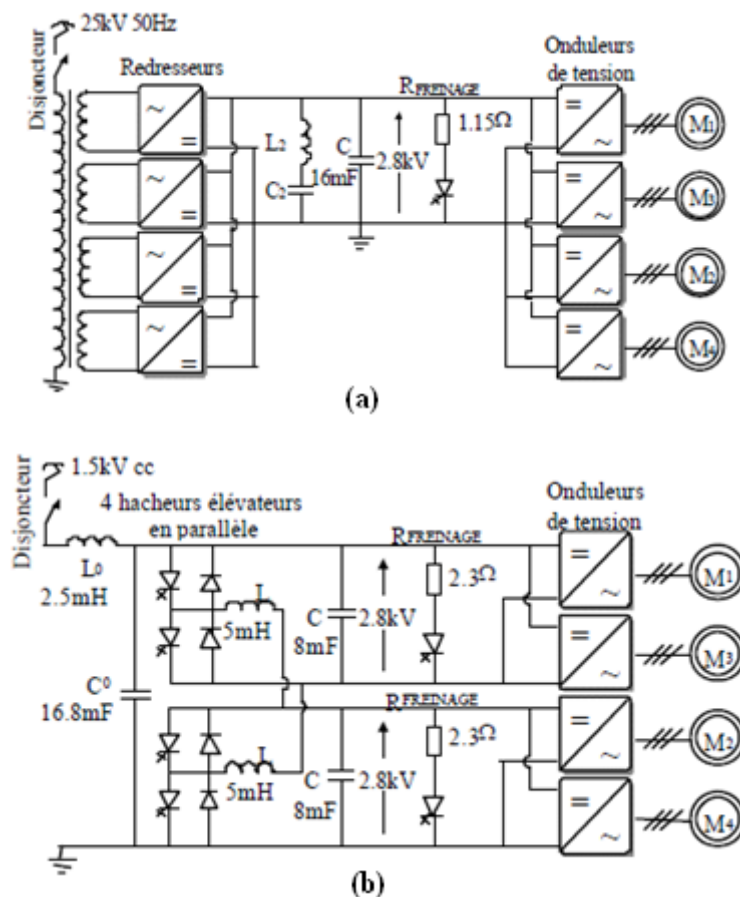 25kV 50Hz
Disjoncteur
Redresseurs
Onduleurs
de tension
RFREINAGE
1.15Ω
L2
C2
C
16mF
2.8kV
~
=
~
=
~
=
~
=
=
~
=
~
=
~
=
~
M1
M3
M2
M4
(a)
1.5kV cc
Disjoncteur
4 hacheurs élévateurs
en parallèle
Onduleurs
de tension
L0
2.5mH
C0
16.8mF
L
5mH
RFREINAGE
C
8mF
2.8kV
2.3Ω
=
~
M1
=
~
M3
L
5mH
RFREINAGE
C
8mF
2.8kV
2.3Ω
=
~
M2
=
~
M4
(b)